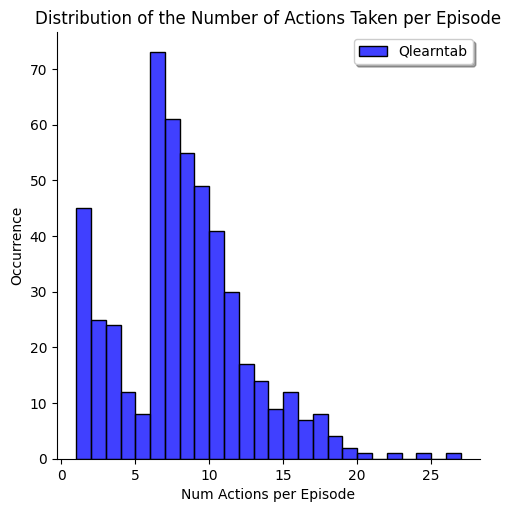 Distribution of the Number of Actions Taken per Episode
Qlearntab
70
60
50
40
30
20
10
0
Occurrence
0 5 10 15 20 25
Num Actions per Episode